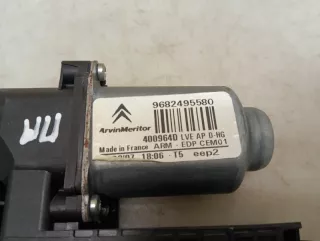 9682495580
ArvinMeritor
400964D LVE AP D-HG
Made in France ARM - EDP CEM01
18:06 - T5 eep2